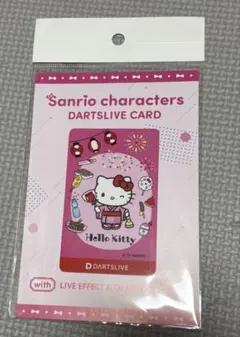 Sanrio characters
DARTSLIVE CARD
Hello Kitty
DARTSLIVE
with
LIVE EFFECT